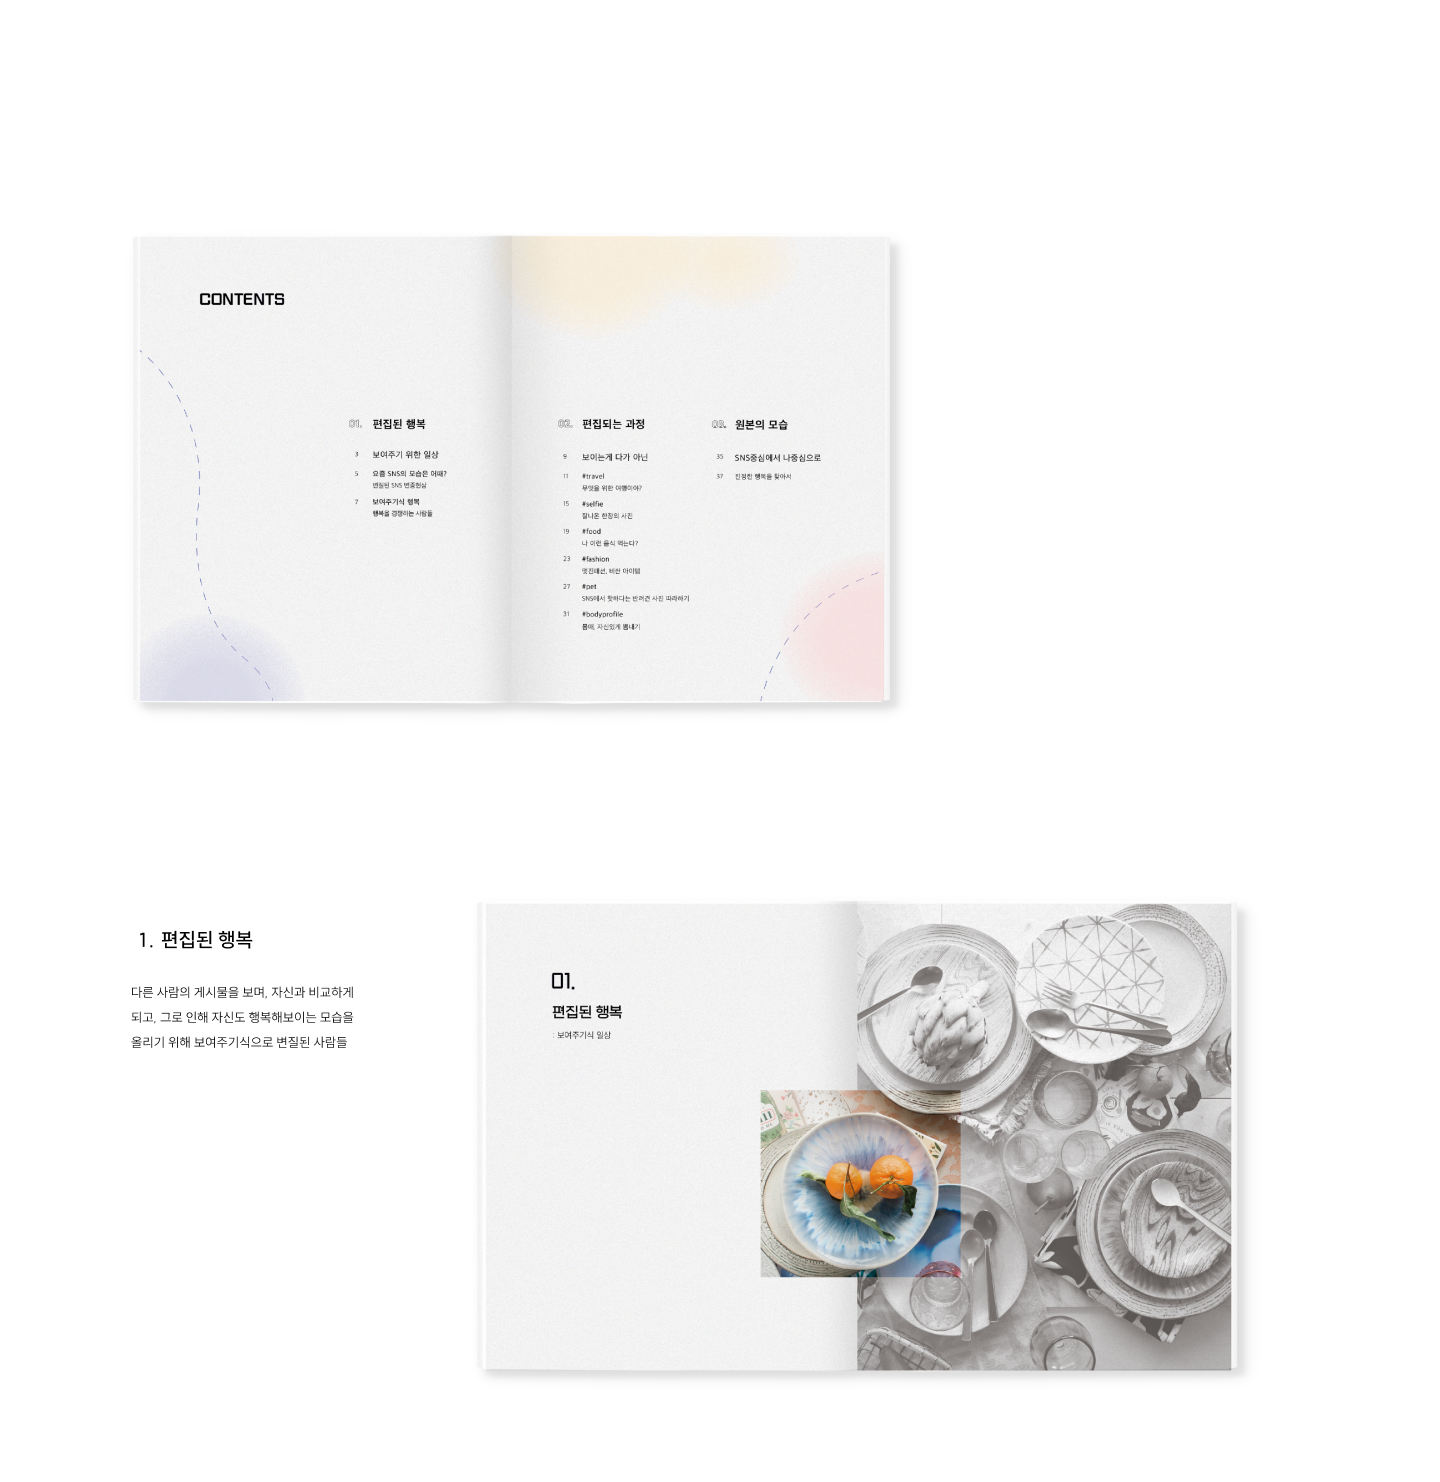 CONTENTS
01. 편집된 행복
3 보여주기 위한 일상
5 요즘 SNS의 모습은 어때?
변질된 SNS 변중현상
7 보여주기식 행복
행복을 경쟁하는 사람들
02. 편집되는 과정
9 보이는게 다가 아닌
11 #travel
무엇을 위한 여행이야?
15 #selfie
잘나온 한장의 사진
19 #food
나 이런 음식 먹는다?
23 #fashion
멋진패션, 비싼 아이템
27 #pet
SNS에서 핫하다는 반려견 사진 따라하기
31 #bodyprofile
몸매, 자신있게 뽐내기
03. 원본의 모습
35 SNS중심에서 나중심으로
37 진정한 행복을 찾아서
1. 편집된 행복
다른 사람의 게시물을 보며, 자신과 비교하게
되고, 그로 인해 자신도 행복해보이는 모습을
올리기 위해 보여주기식으로 변질된 사람들
01.
편집된 행복
: 보여주기식 일상